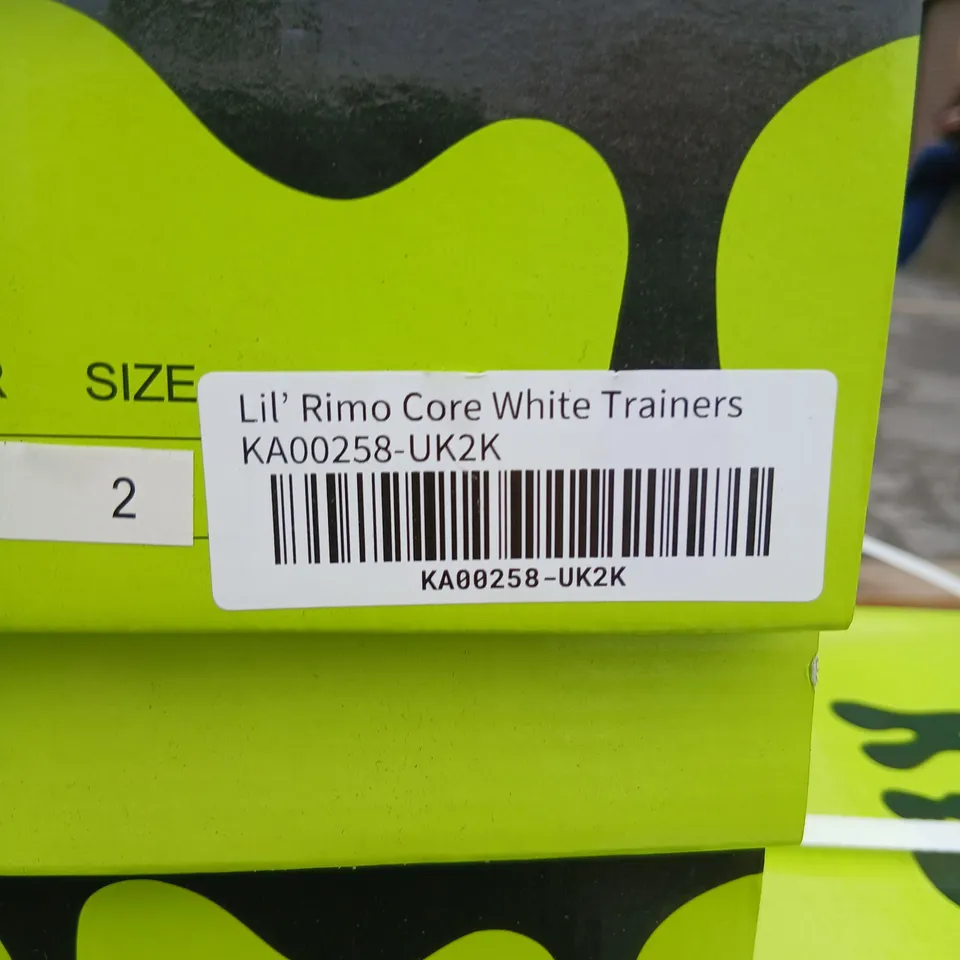 SIZE
2
Lil’ Rimo Core White Trainers
KA00258-UK2K
KA00258-UK2K